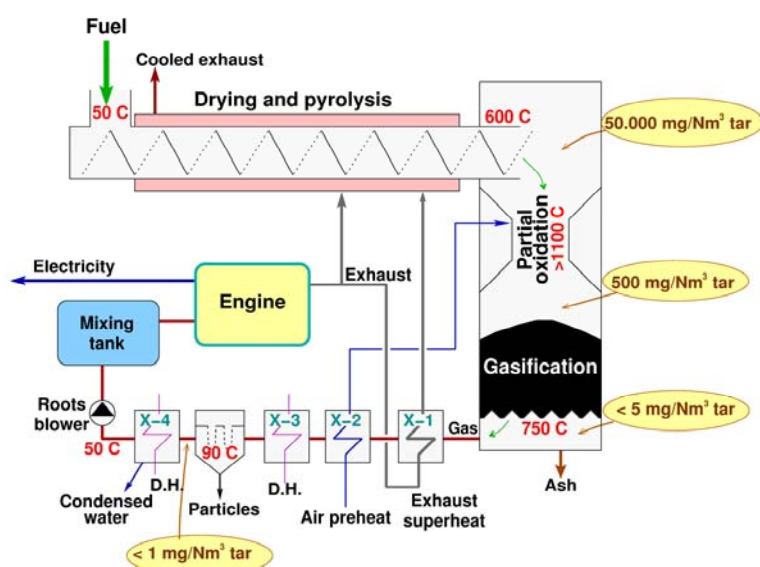 Fuel
Cooled exhaust
Drying and pyrolysis
50 C
600 C
50.000 mg/Nm³ tar
Partial
oxidation
>1100 C
Electricity
Engine
Exhaust
500 mg/Nm³ tar
Mixing
tank
Gasification
Roots
blower
X-4
X-3
X-2
X-1
Gas
< 5 mg/Nm³ tar
750 C
50 C
90 C
D.H.
D.H.
Condensed
water
Particles
Air preheat
Exhaust
superheat
Ash
< 1 mg/Nm³ tar